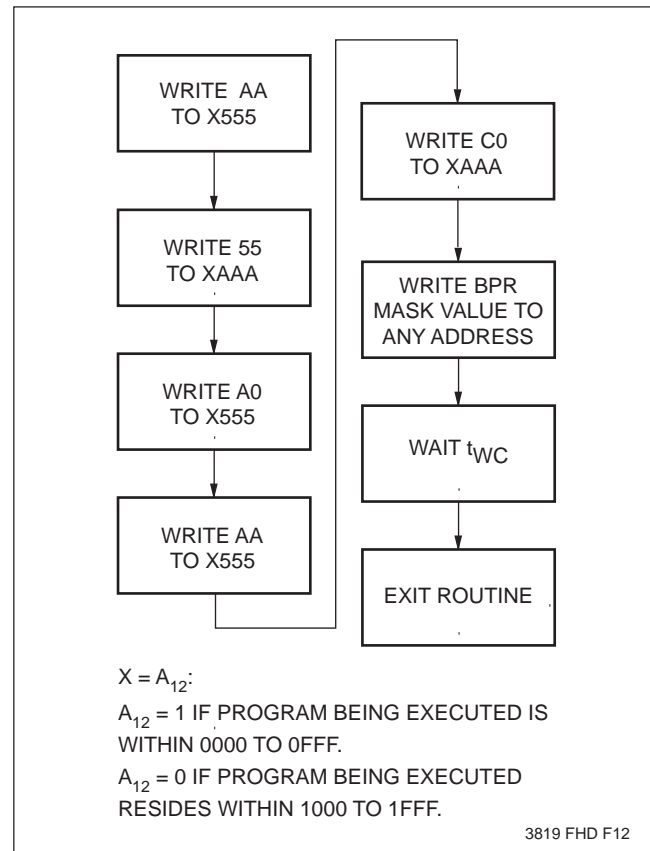 WRITE AA
TO X555
WRITE 55
TO XAAA
WRITE A0
TO X555
WRITE AA
TO X555
WRITE C0
TO XAAA
WRITE BPR
MASK VALUE TO
ANY ADDRESS
WAIT tWC
EXIT ROUTINE
X = A12:
A12 = 1 IF PROGRAM BEING EXECUTED IS
WITHIN 0000 TO 0FFF.
A12 = 0 IF PROGRAM BEING EXECUTED
RESIDES WITHIN 1000 TO 1FFF.
3819 FHD F12